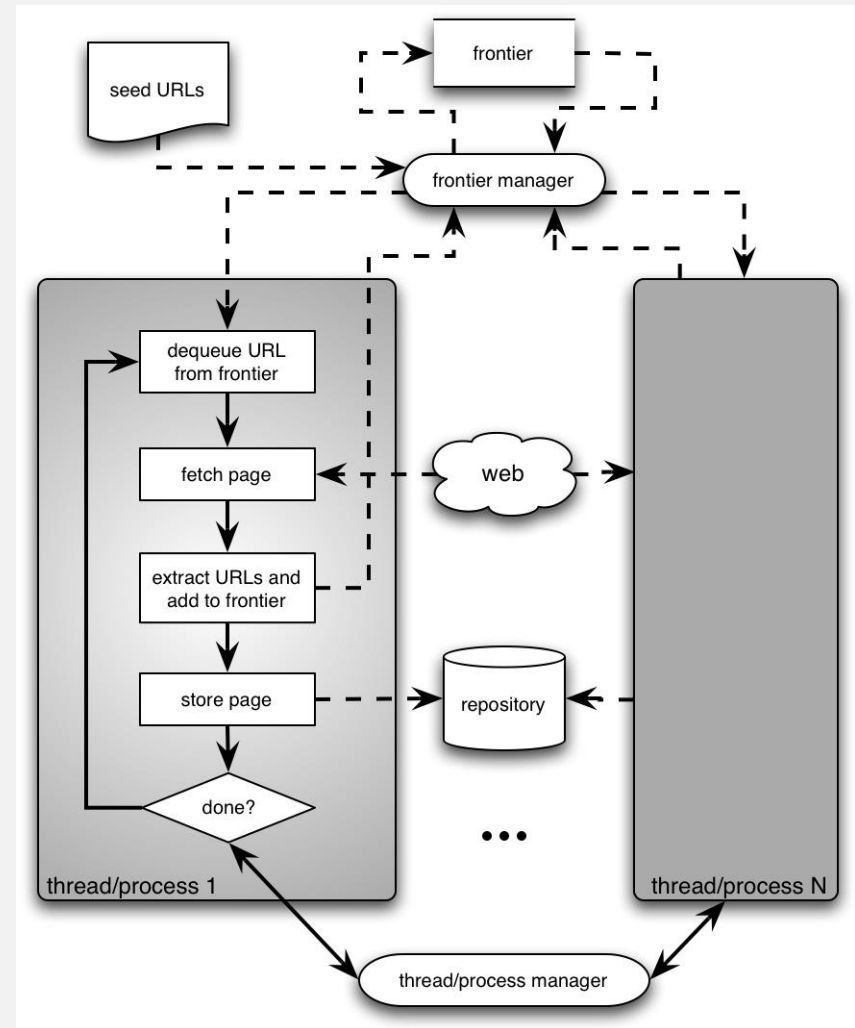 seed URLs
frontier
frontier manager
dequeue URL
from frontier
fetch page
web
extract URLs and
add to frontier
store page
repository
done?
...
thread/process 1
thread/process N
thread/process manager